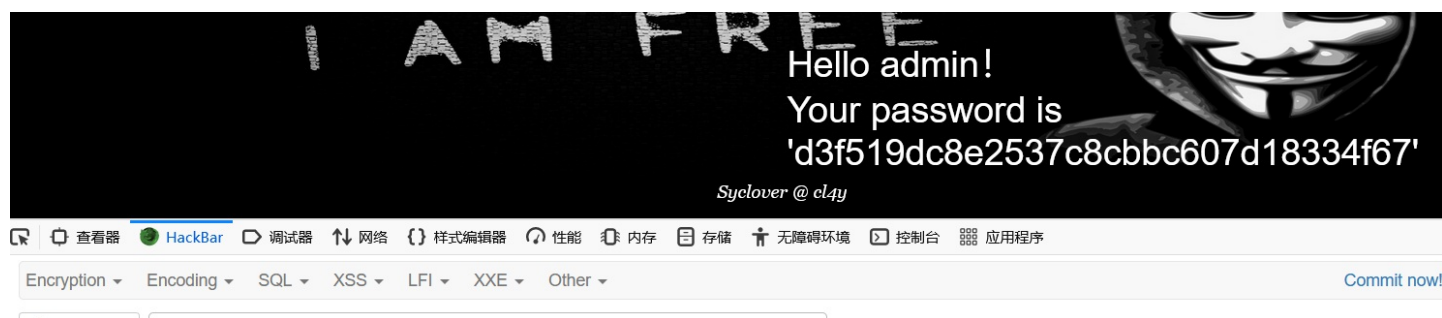 I AM FREE
Hello admin！
Your password is
'd3f519dc8e2537c8cbbc607d18334f67'
Syclover @ cl4y
查看器 HackBar 调试器 网络 {} 样式编辑器 性能 内存 存储 无障碍环境 控制台 应用程序
Encryption Encoding SQL XSS LFI XXE Other Commit now!